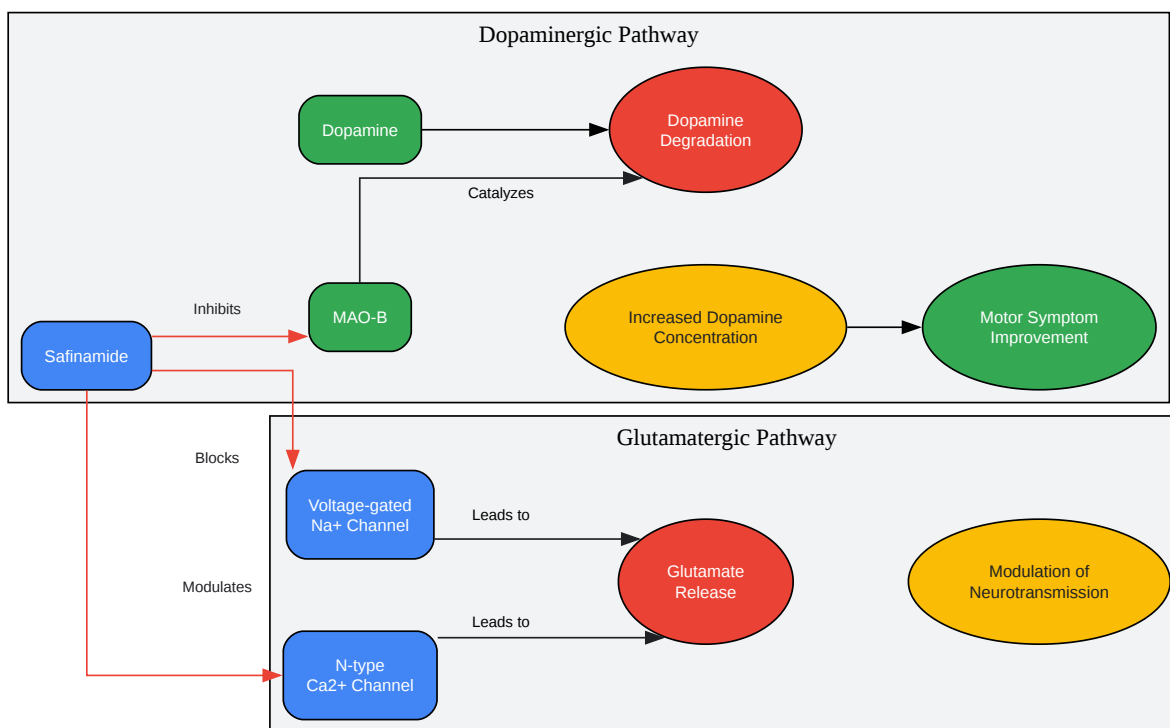 Dopaminergic Pathway
Dopamine
Dopamine
Degradation
Catalyzes
Inhibits
MAO-B
Safinamide
Increased Dopamine
Concentration
Motor Symptom
Improvement
Glutamatergic Pathway
Blocks
Voltage-gated
Na+ Channel
Leads to
Modulates
Glutamate
Release
Modulation of
Neurotransmission
Leads to
N-type
Ca2+ Channel